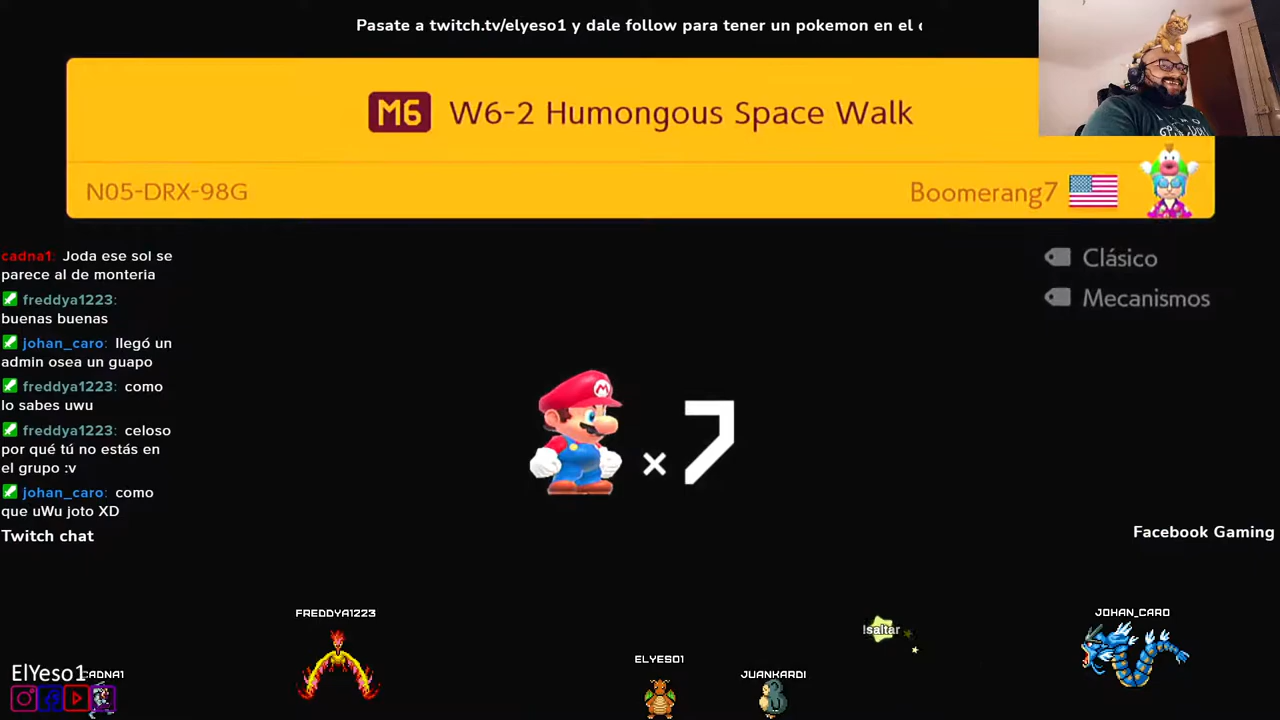 Pasate a twitch.tv/elyeso1 y dale follow para tener un pokemon en el
M6 W6-2 Humongous Space Walk
N05-DRX-98G
Boomerang7
Clásico
Mecanismos
cadna1: Joda ese sol se
parece al de monteria
freddya1223:
buenas buenas
johan_caro: llegó un
admin osea un guapo
freddya1223: como
lo sabes uwu
freddya1223: celoso
por qué tú no estás en
el grupo :v
johan_caro: como
que uWu joto XD
Twitch chat
× 7
Facebook Gaming
FREDDYA1223
!saltar
JOHAN_CARO
ELYESO1
JUANKARDI
ElYeso1
CADNA1